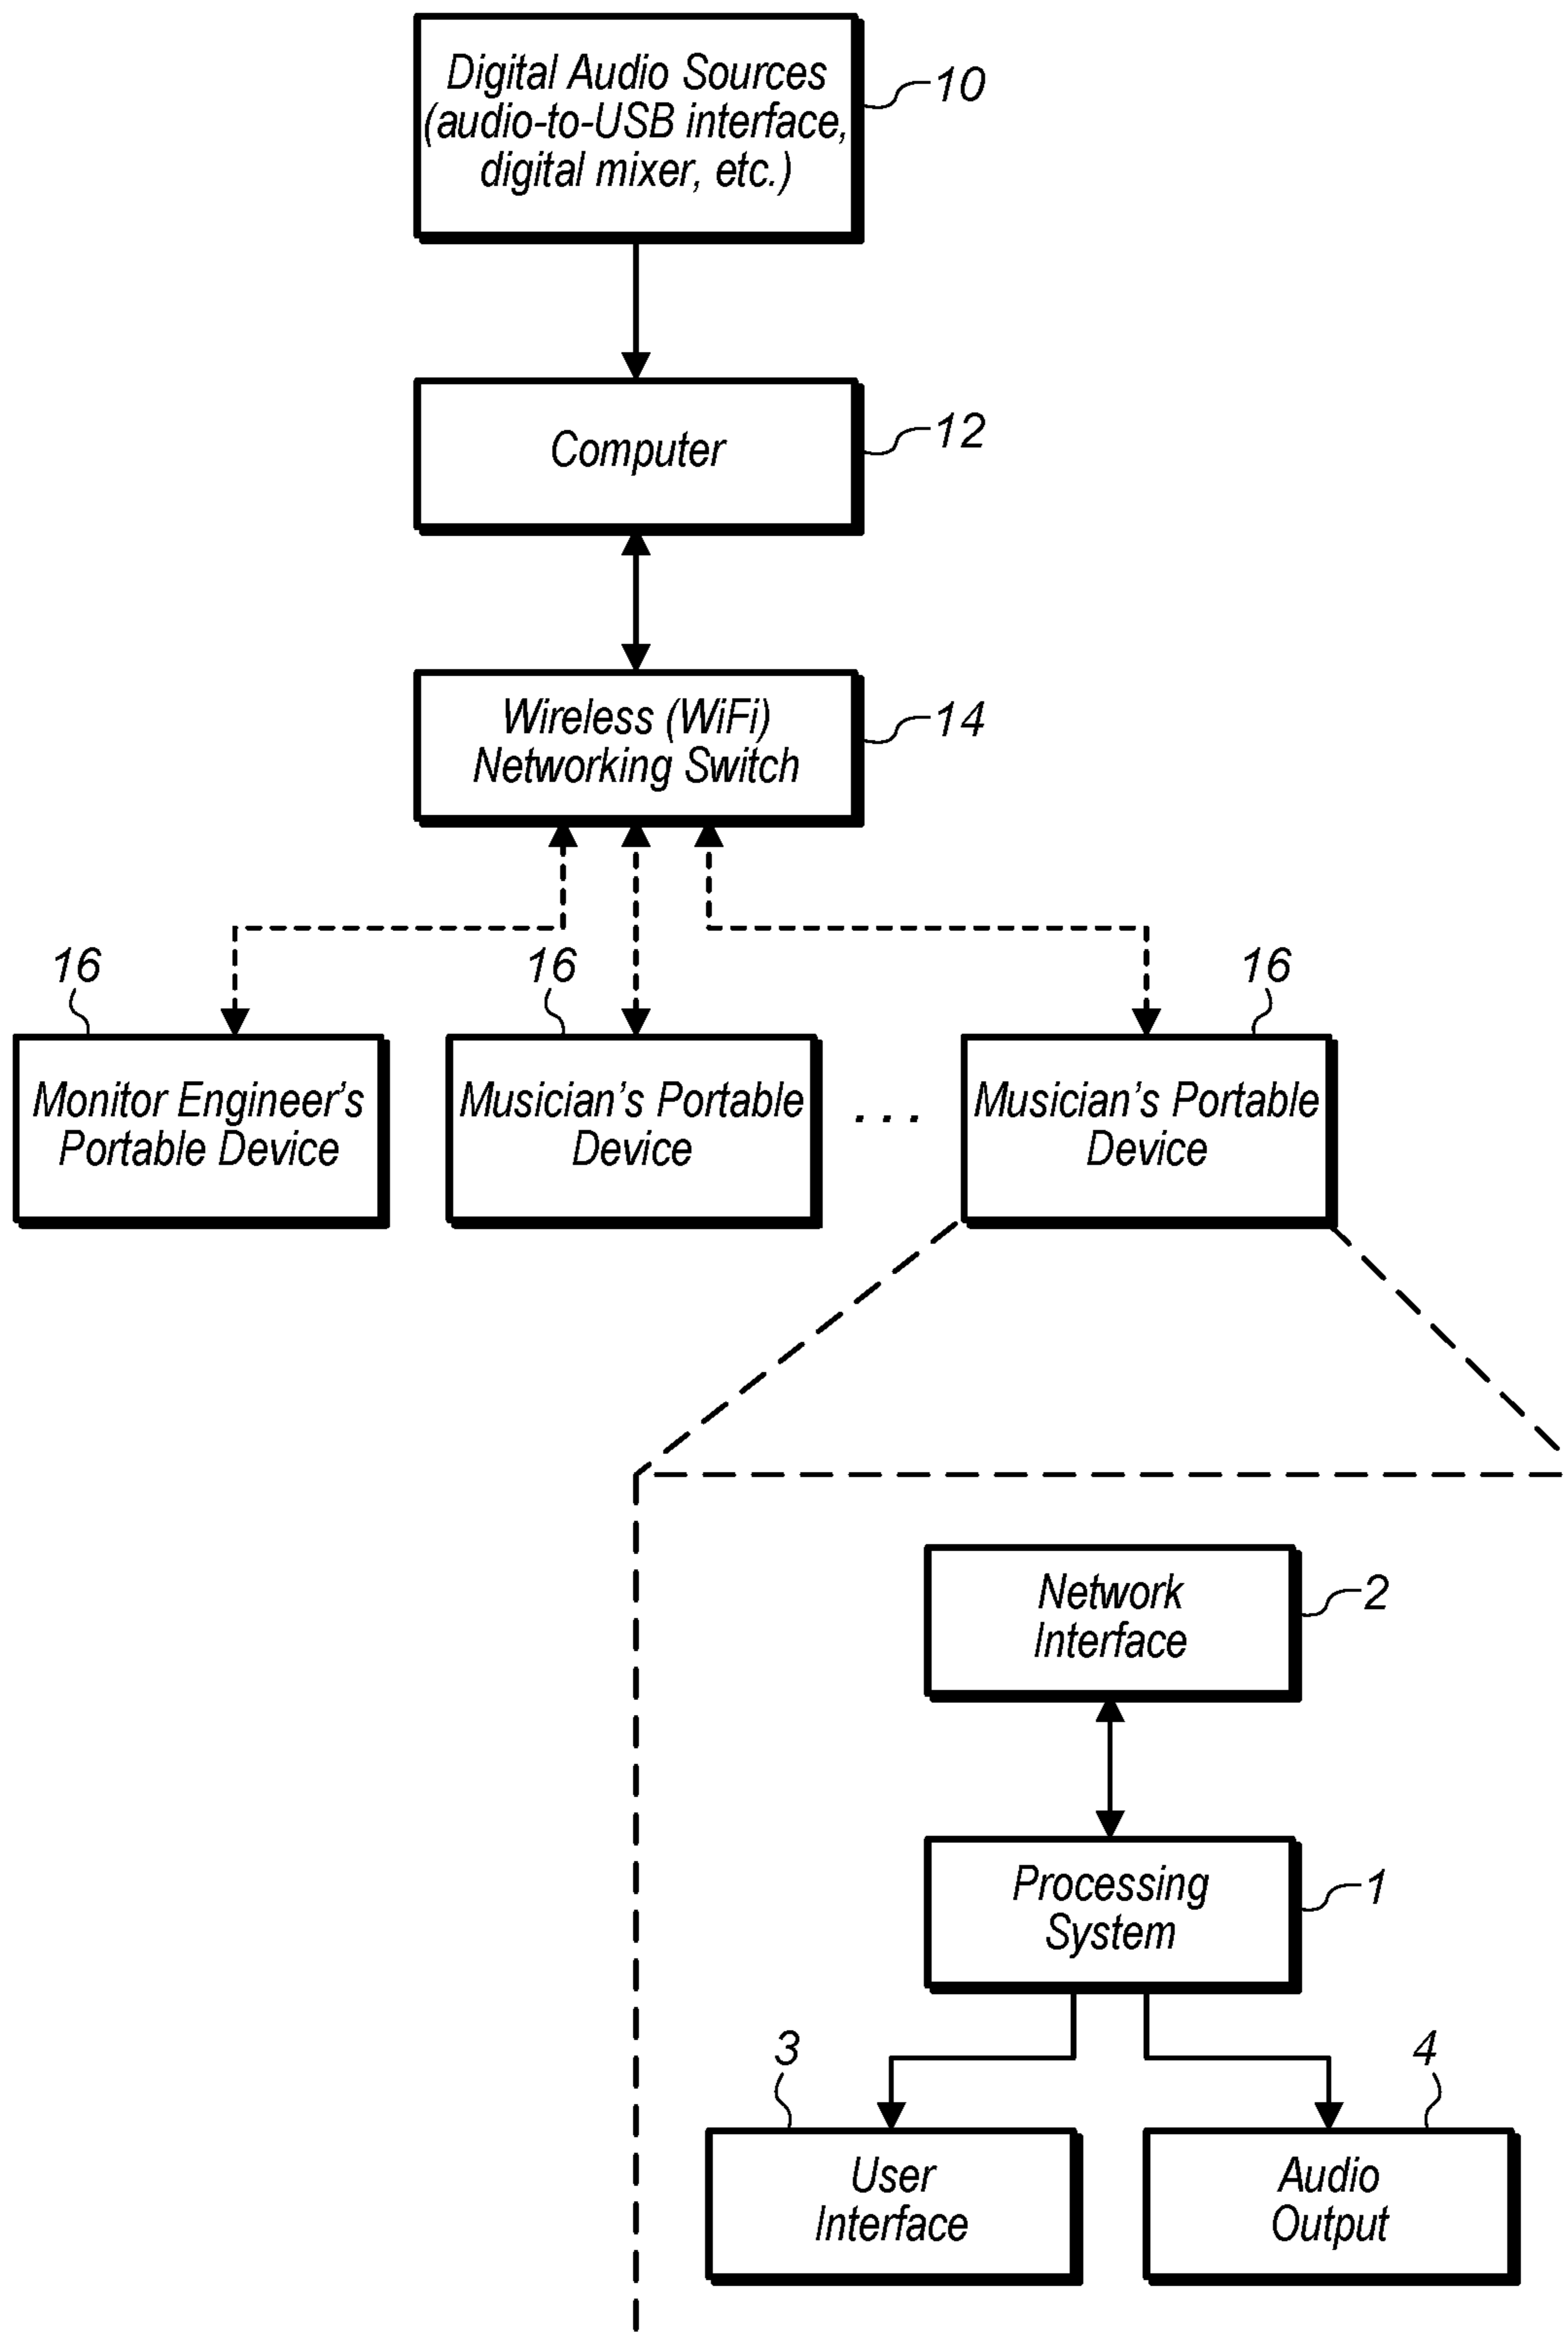 Digital Audio Sources
(audio-to-USB interface,
digital mixer, etc.)
10
Computer
12
Wireless (WiFi)
Networking Switch
14
16
16
16
Monitor Engineer's
Portable Device
Musician's Portable
Device
. . .
Musician's Portable
Device
Network
Interface
2
Processing
System
1
3
4
User
Interface
Audio
Output